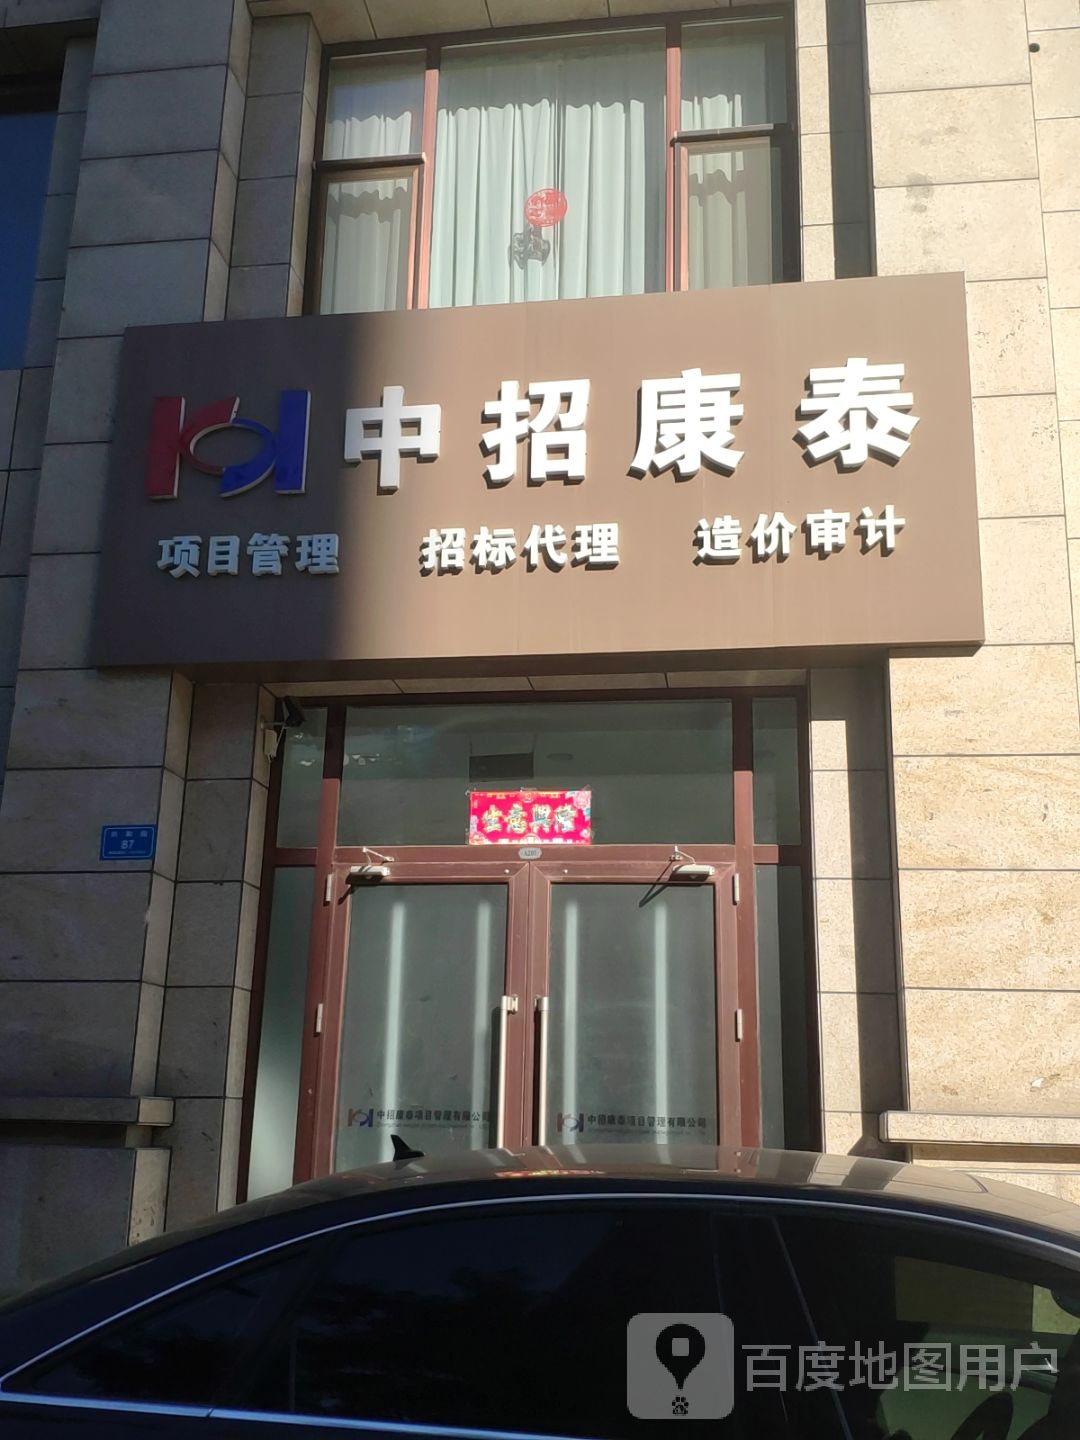 中招康泰
项目管理 招标代理 造价审计
生意興隆
87
中招康泰项目管理有限公司
中招康泰项目管理有限公司
百度地图用户